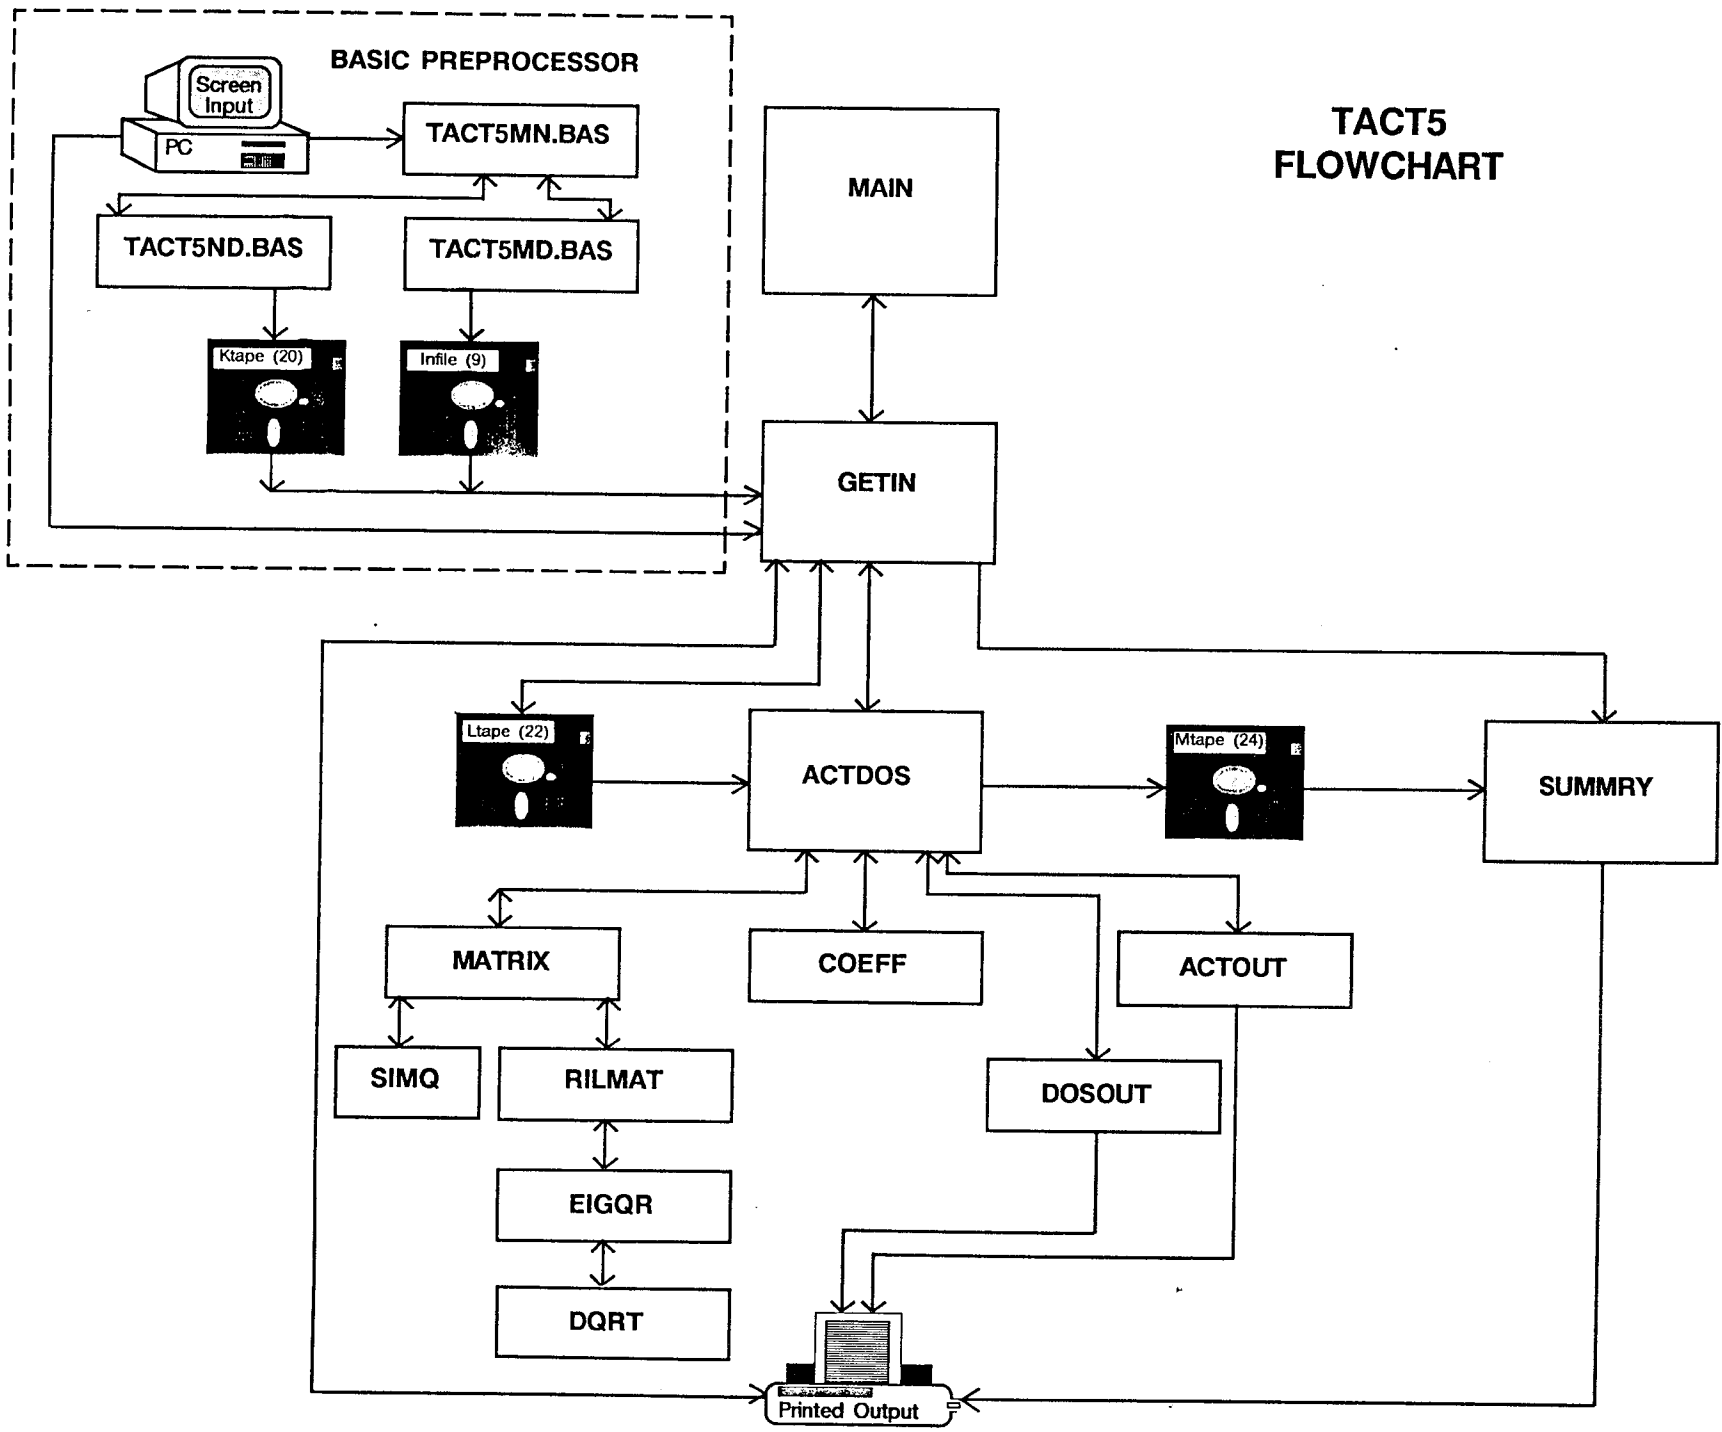 BASIC PREPROCESSOR
Screen
Input
PC
TACT5MN.BAS
TACT5ND.BAS
TACT5MD.BAS
Ktape (20)
Infile (9)
TACT5
FLOWCHART
MAIN
GETIN
Ltape (22)
ACTDOS
Mtape (24)
SUMMRY
MATRIX
COEFF
ACTOUT
SIMQ
RILMAT
DOSOUT
EIGQR
DQRT
Printed Output